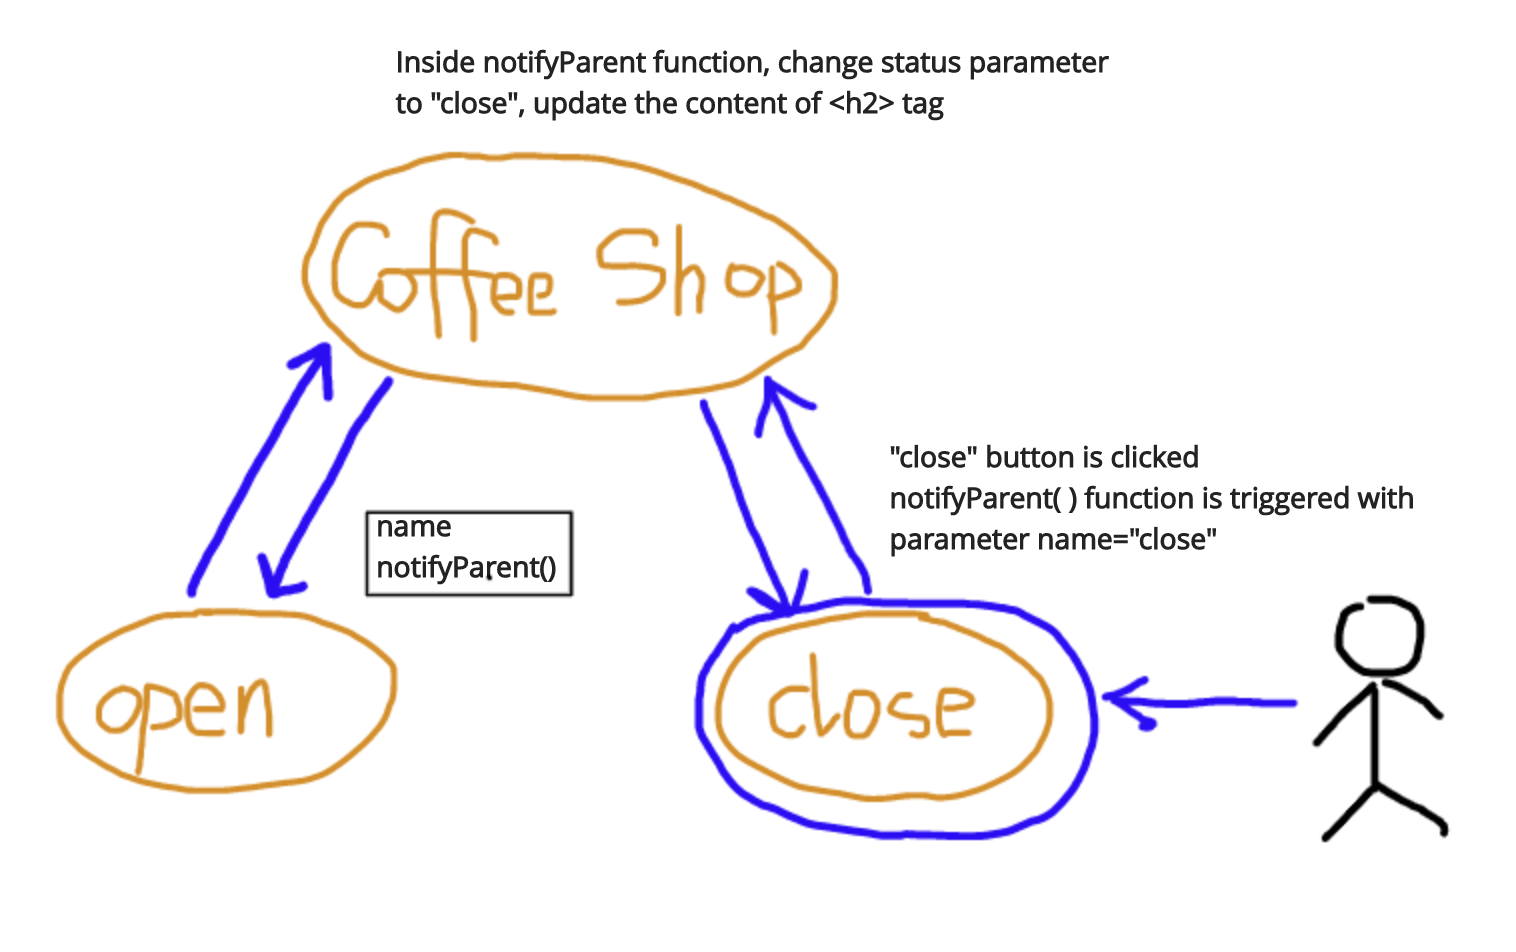 Inside notifyParent function, change status parameter
to "close", update the content of <h2> tag
Coffee Shop
"close" button is clicked
notifyParent( ) function is triggered with
parameter name="close"
name
notifyParent()
open
close